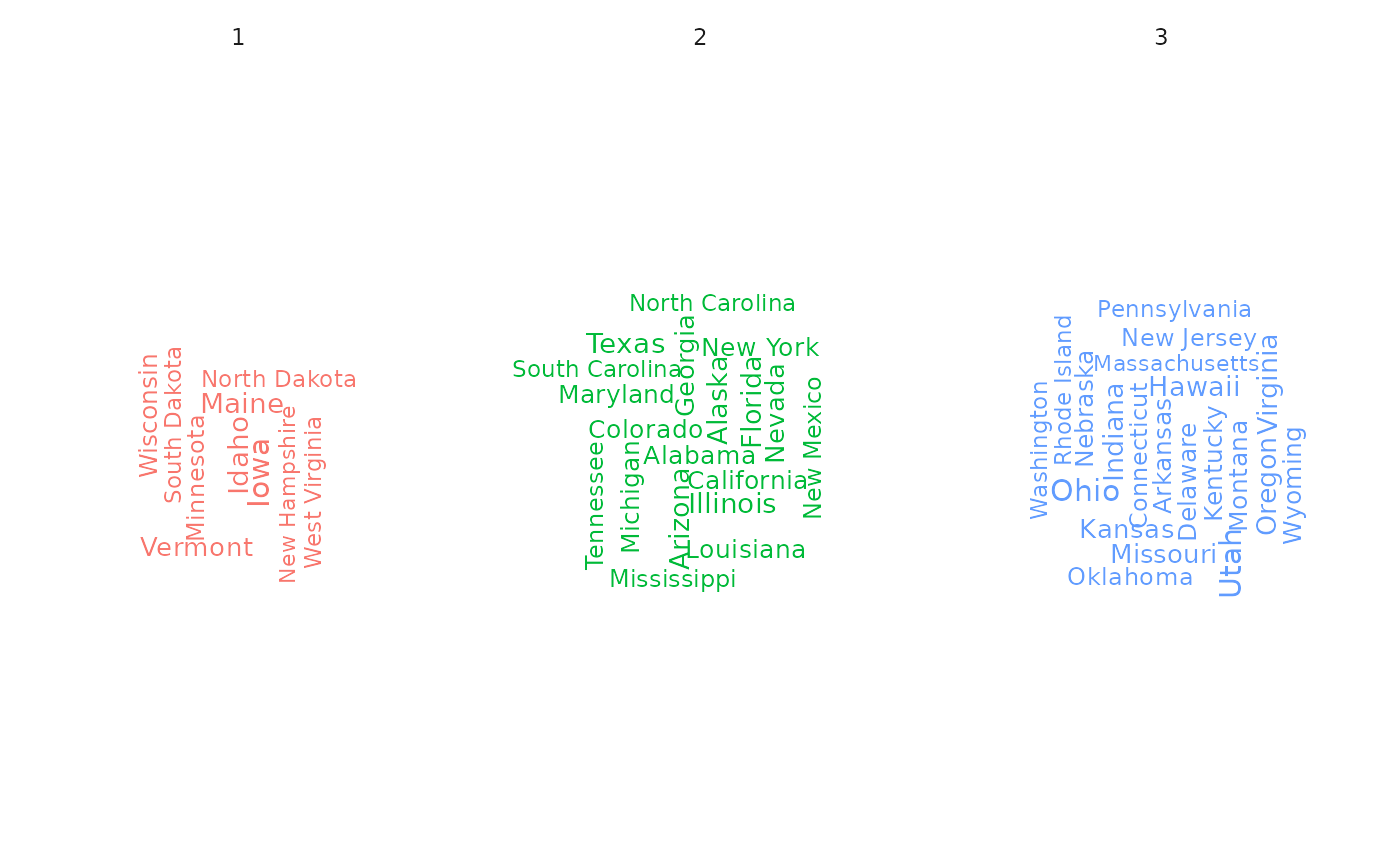 1
Wisconsin
South Dakota
North Dakota
Maine
Minnesota
Idaho
Iowa
New Hampshire
West Virginia
Vermont
2
North Carolina
Texas
Georgia
New York
South Carolina
Maryland
Alaska
Florida
Nevada
New Mexico
Colorado
Alabama
Tennessee
Michigan
Arizona
California
Illinois
Louisiana
Mississippi
3
Pennsylvania
Rhode Island
New Jersey
Virginia
Massachusetts
Nebraska
Hawaii
Washington
Indiana
Connecticut
Arkansas
Kentucky
Delaware
Montana
Oregon
Wyoming
Ohio
Kansas
Missouri
Utah
Oklahoma